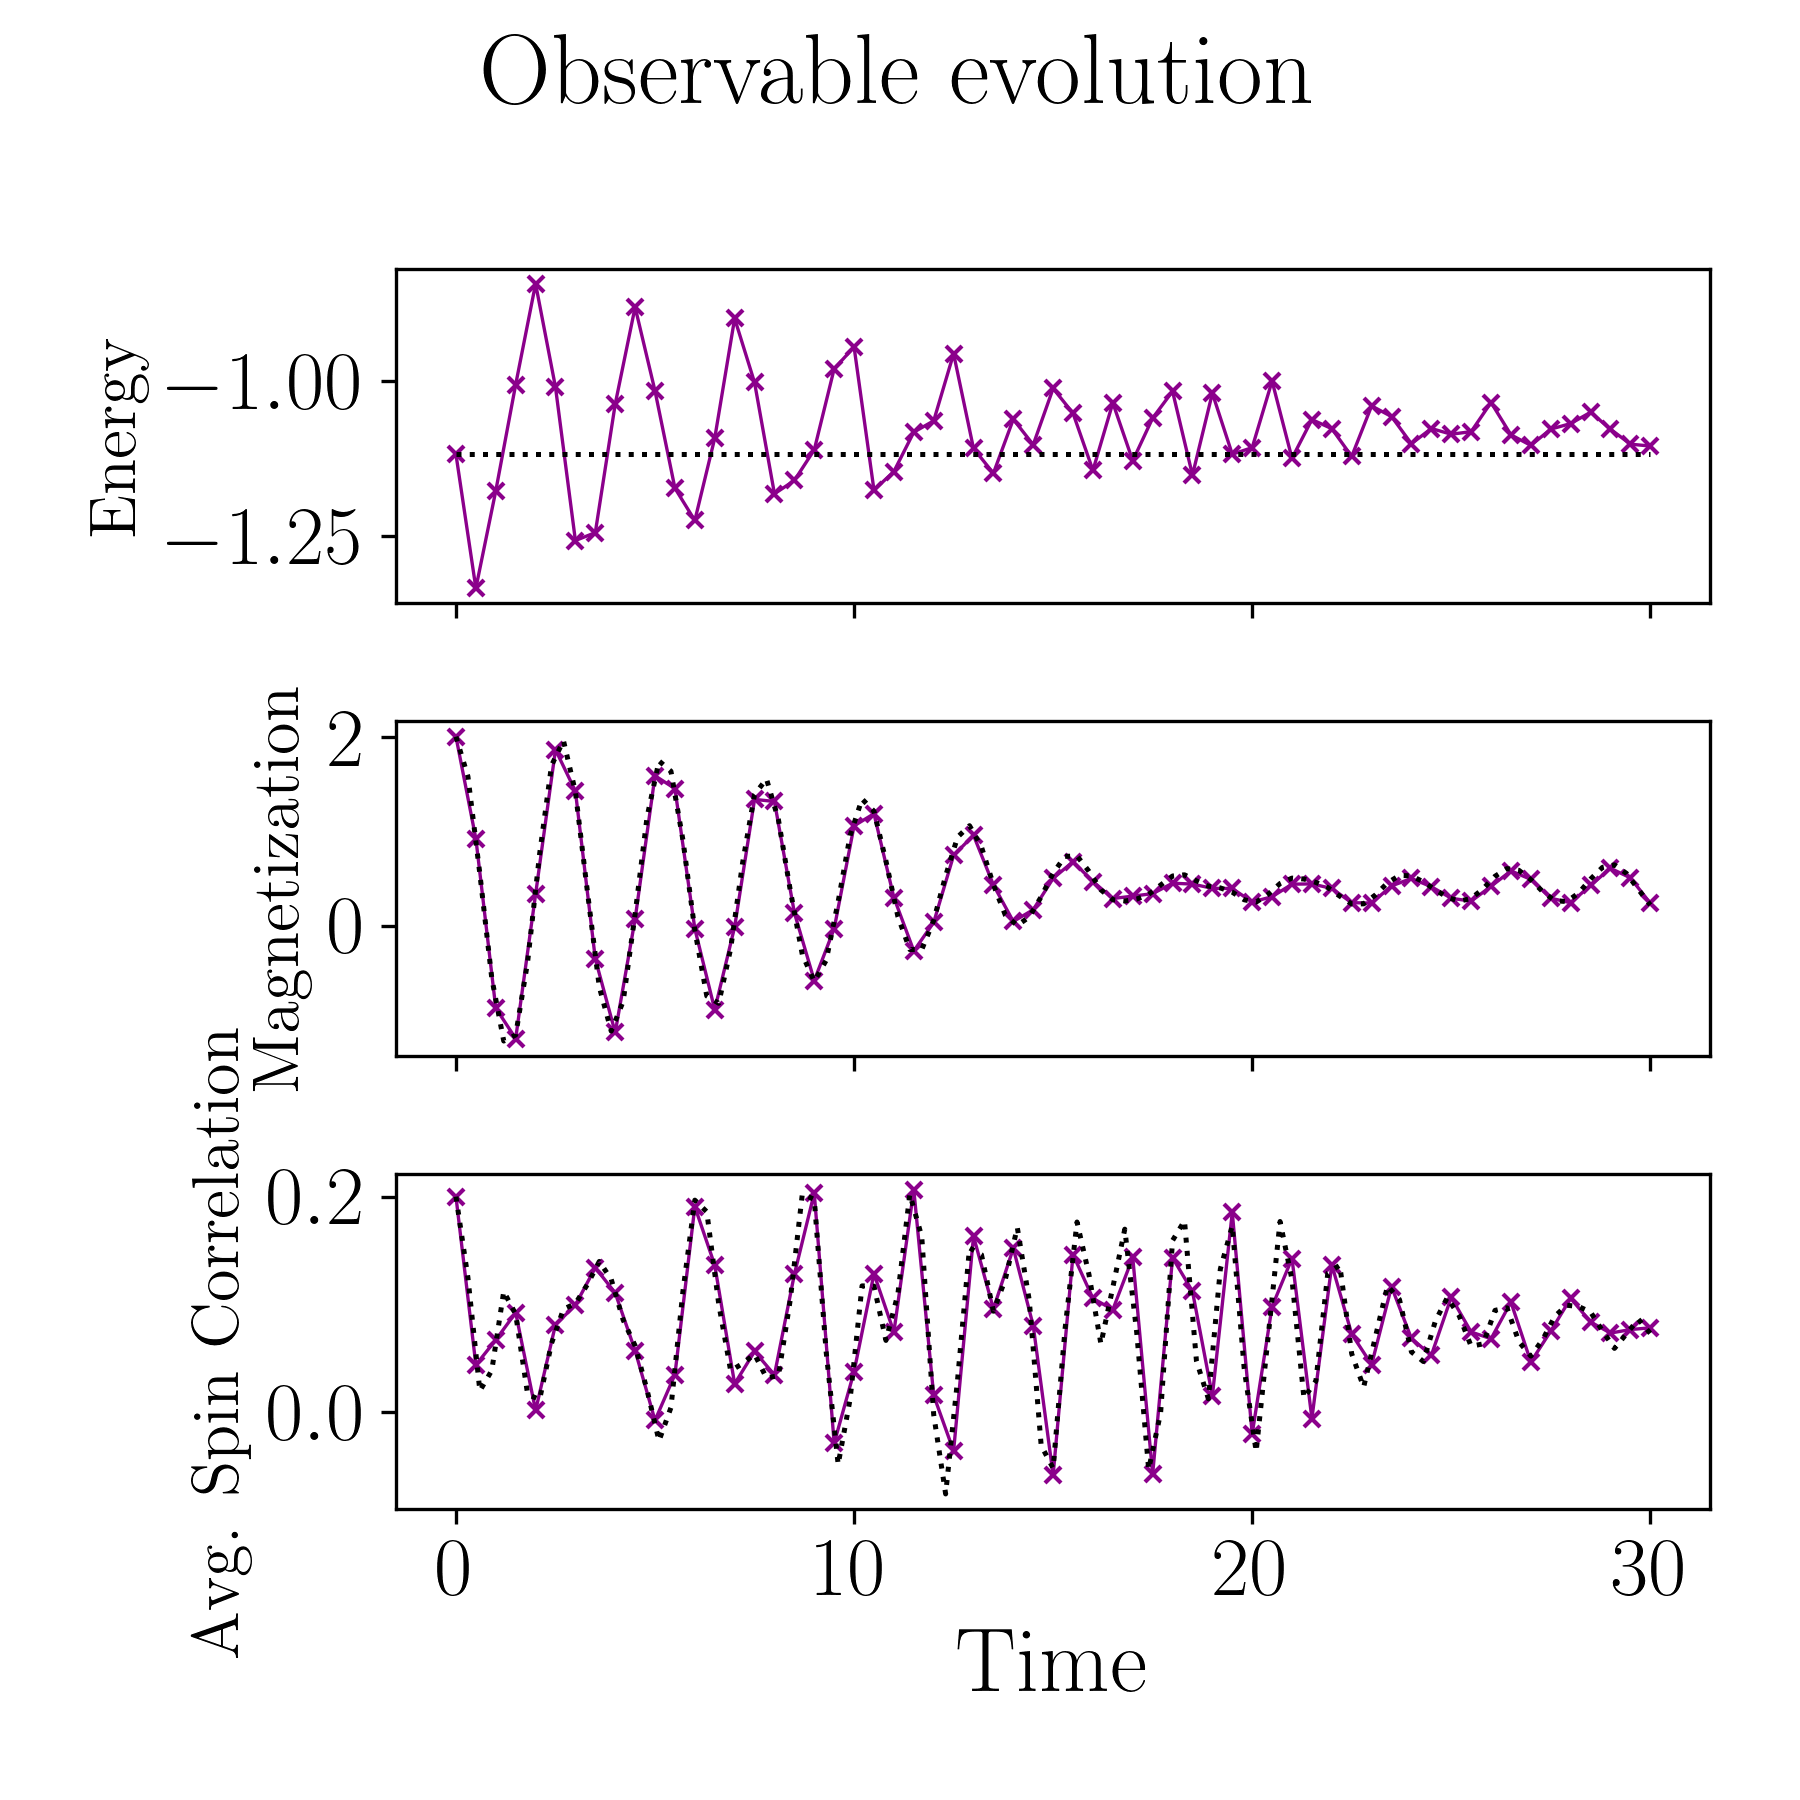 Observable evolution
Energy
−1.00
−1.25
Magnetization
2
0
Avg. Spin Correlation
0.2
0.0
0 10 20 30
Time